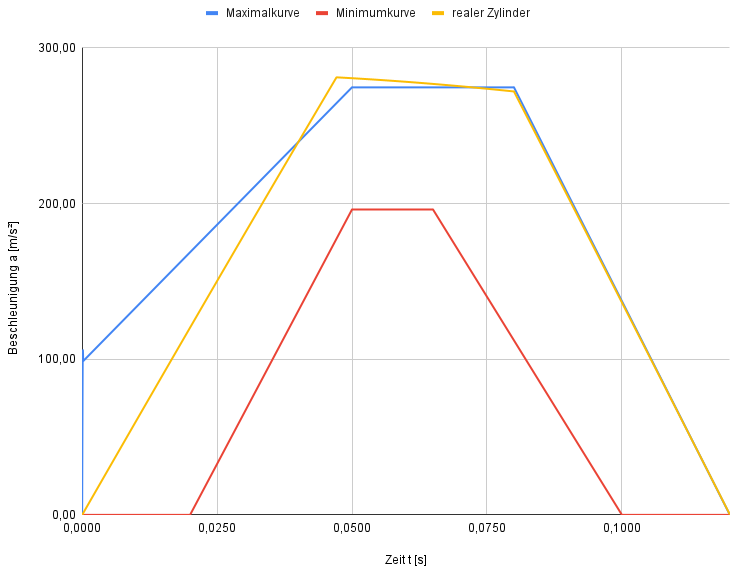 Maximalkurve Minimumkurve realer Zylinder
300,00
200,00
100,00
0,00
Beschleunigung a [m/s²]
0,0000 0,0250 0,0500 0,0750 0,1000
Zeit t [s]